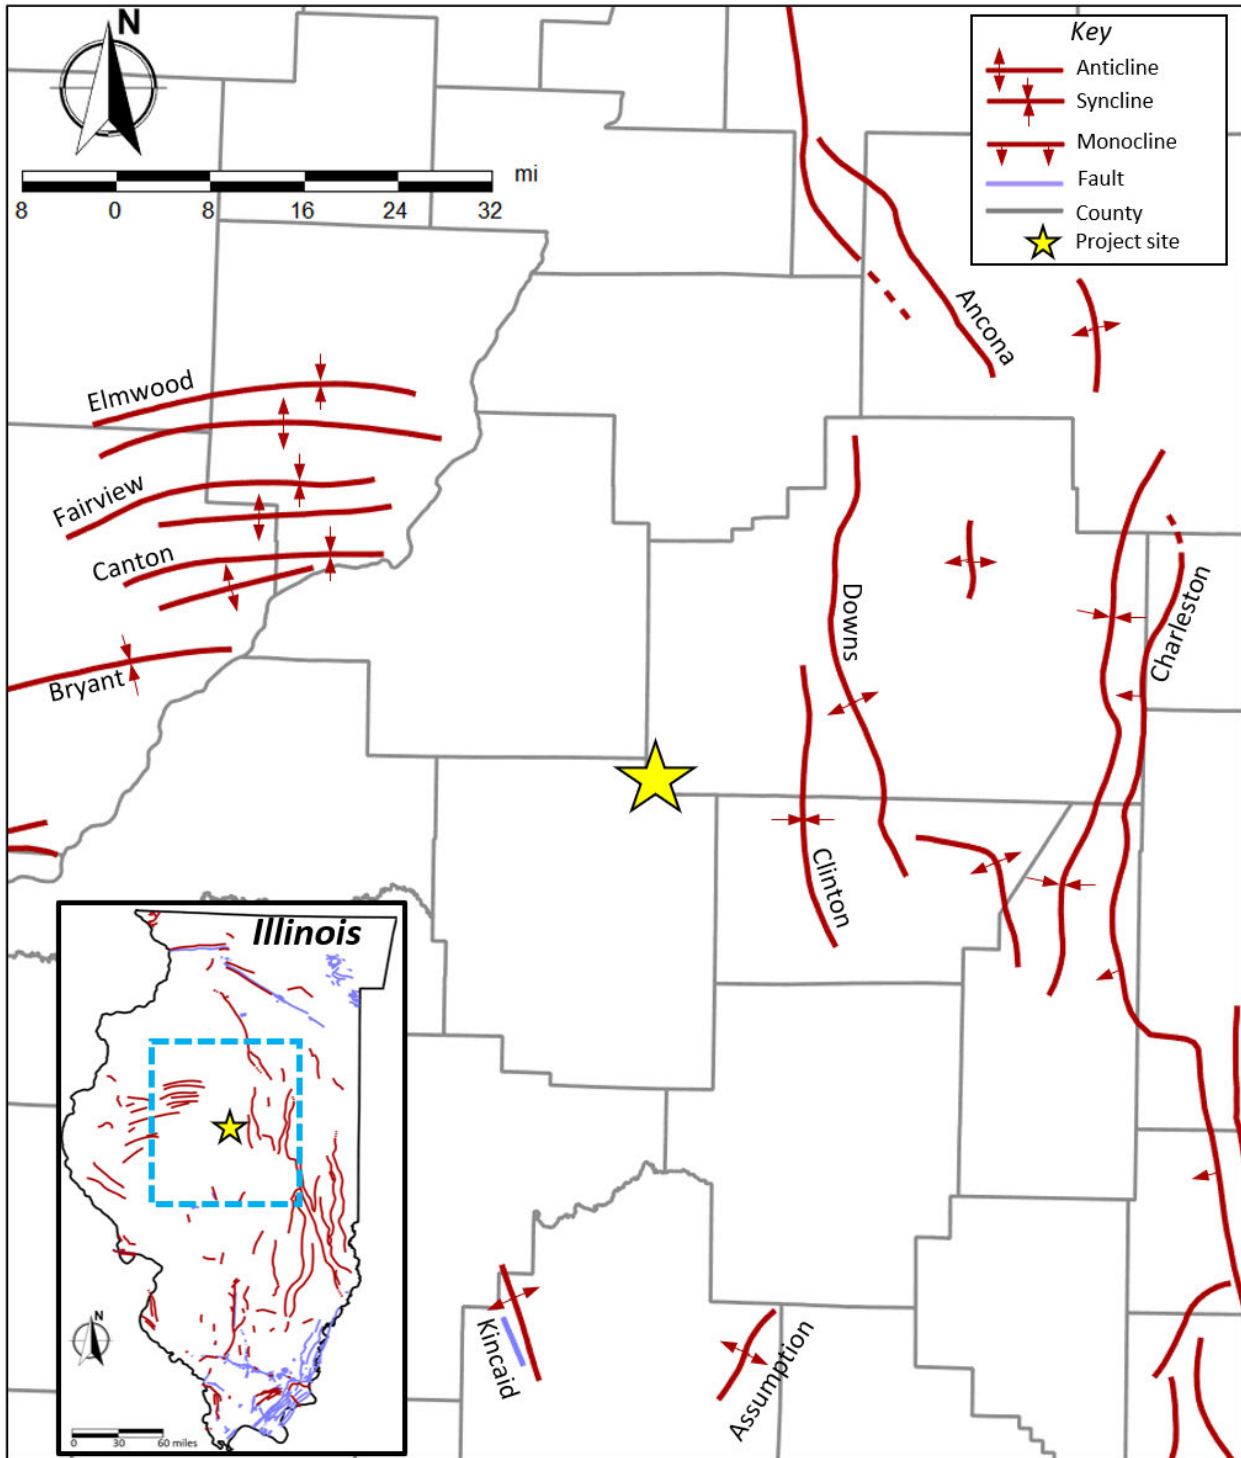 N
mi
8 0 8 16 24 32
Key
Anticline
Syncline
Monocline
Fault
County
Project site
Ancona
Elmwood
Fairview
Canton
Bryant
Downs
Charleston
Clinton
Illinois
N
0 30 60 miles
Kincaid
Assumption